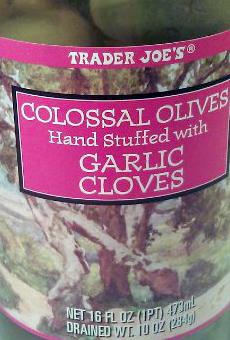 TRADER JOE'S®
COLOSSAL OLIVES
Hand Stuffed with
GARLIC
CLOVES
NET 16 FL OZ (1PT) 473mL
DRAINED WT. 10 OZ (284g)